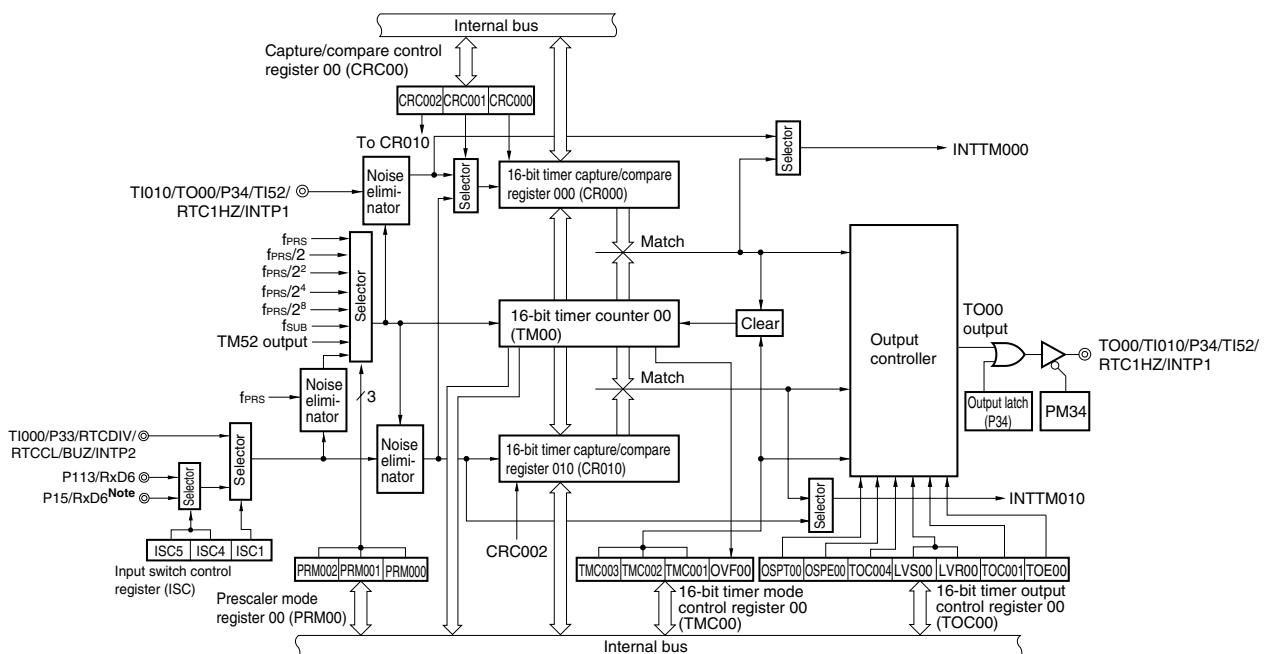 Internal bus
Capture/compare control
register 00 (CRC00)
CRC002 CRC001 CRC000
To CR010
Selector
INTTM000
Noise
elimi-
nator
Selector
16-bit timer capture/compare
register 000 (CR000)
TI010/TO00/P34/TI52/
RTC1HZ/INTP1
Match
fPRS
fPRS/2
fPRS/2²
fPRS/2⁴
fPRS/2⁸
fSUB
TM52 output
Selector
16-bit timer counter 00
(TM00)
Clear
Output
controller
TO00
output
TO00/TI010/P34/TI52/
RTC1HZ/INTP1
Output latch
(P34)
PM34
Match
fPRS
Noise
elimi-
nator
3
TI000/P33/RTCDIV/
RTCCL/BUZ/INTP2
Selector
Noise
elimi-
nator
16-bit timer capture/compare
register 010 (CR010)
P113/RxD6
P15/RxD6Note
Selector
Selector
INTTM010
CRC002
ISC5 ISC4 ISC1
Input switch control
register (ISC)
PRM002 PRM001 PRM000
Prescaler mode
register 00 (PRM00)
TMC003 TMC002 TMC001 OVF00
16-bit timer mode
control register 00
(TMC00)
OSPT00 OSPE00 TOC004 LVS00 LVR00 TOC001 TOE00
16-bit timer output
control register 00
(TOC00)
Internal bus